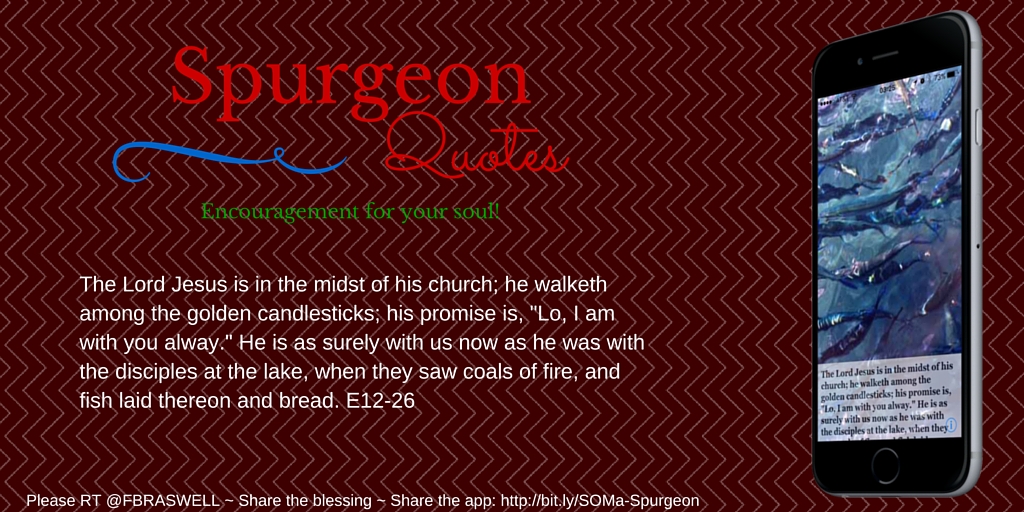 Spurgeon
Quotes
Encouragement for your soul!
The Lord Jesus is in the midst of his church; he walketh
among the golden candlesticks; his promise is, "Lo, I am
with you alway." He is as surely with us now as he was with
the disciples at the lake, when they saw coals of fire, and
fish laid thereon and bread. E12-26
The Lord Jesus is in the midst of his
church; he walketh among the
golden candlesticks; his promise is,
"Lo, I am with you alway." He is as
surely with us now as he was with
the disciples at the lake, when they
Please RT @FBRASWELL ~ Share the blessing ~ Share the app: http://bit.ly/SOMa-Spurgeon